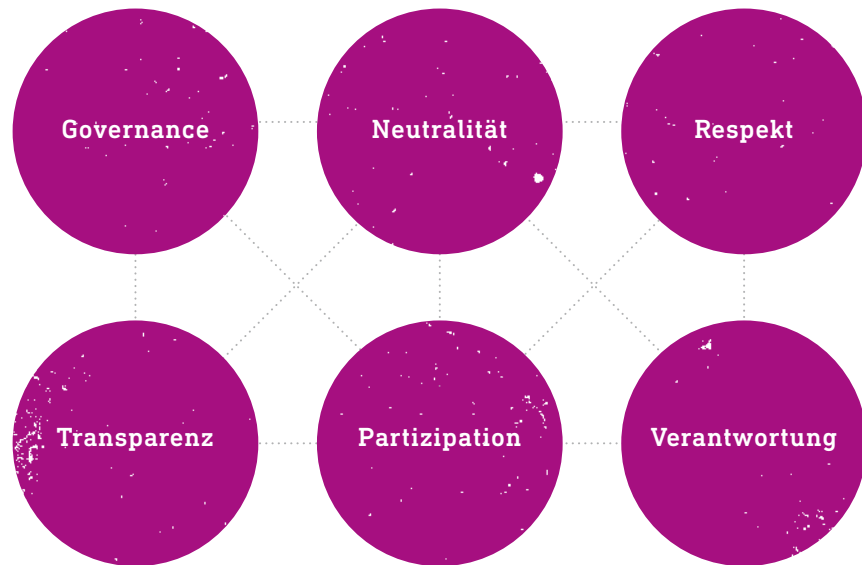 Governance
Neutralität
Respekt
Transparenz
Partizipation
Verantwortung